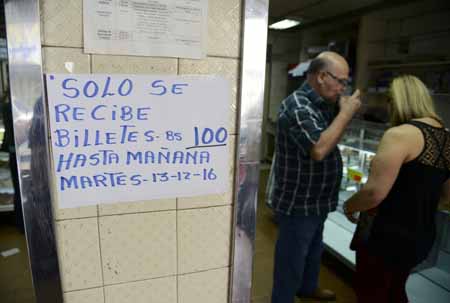 SOLO SE
RECIBE
BILLETES-BS 100
HASTA MAÑANA
MARTES-13-12-16